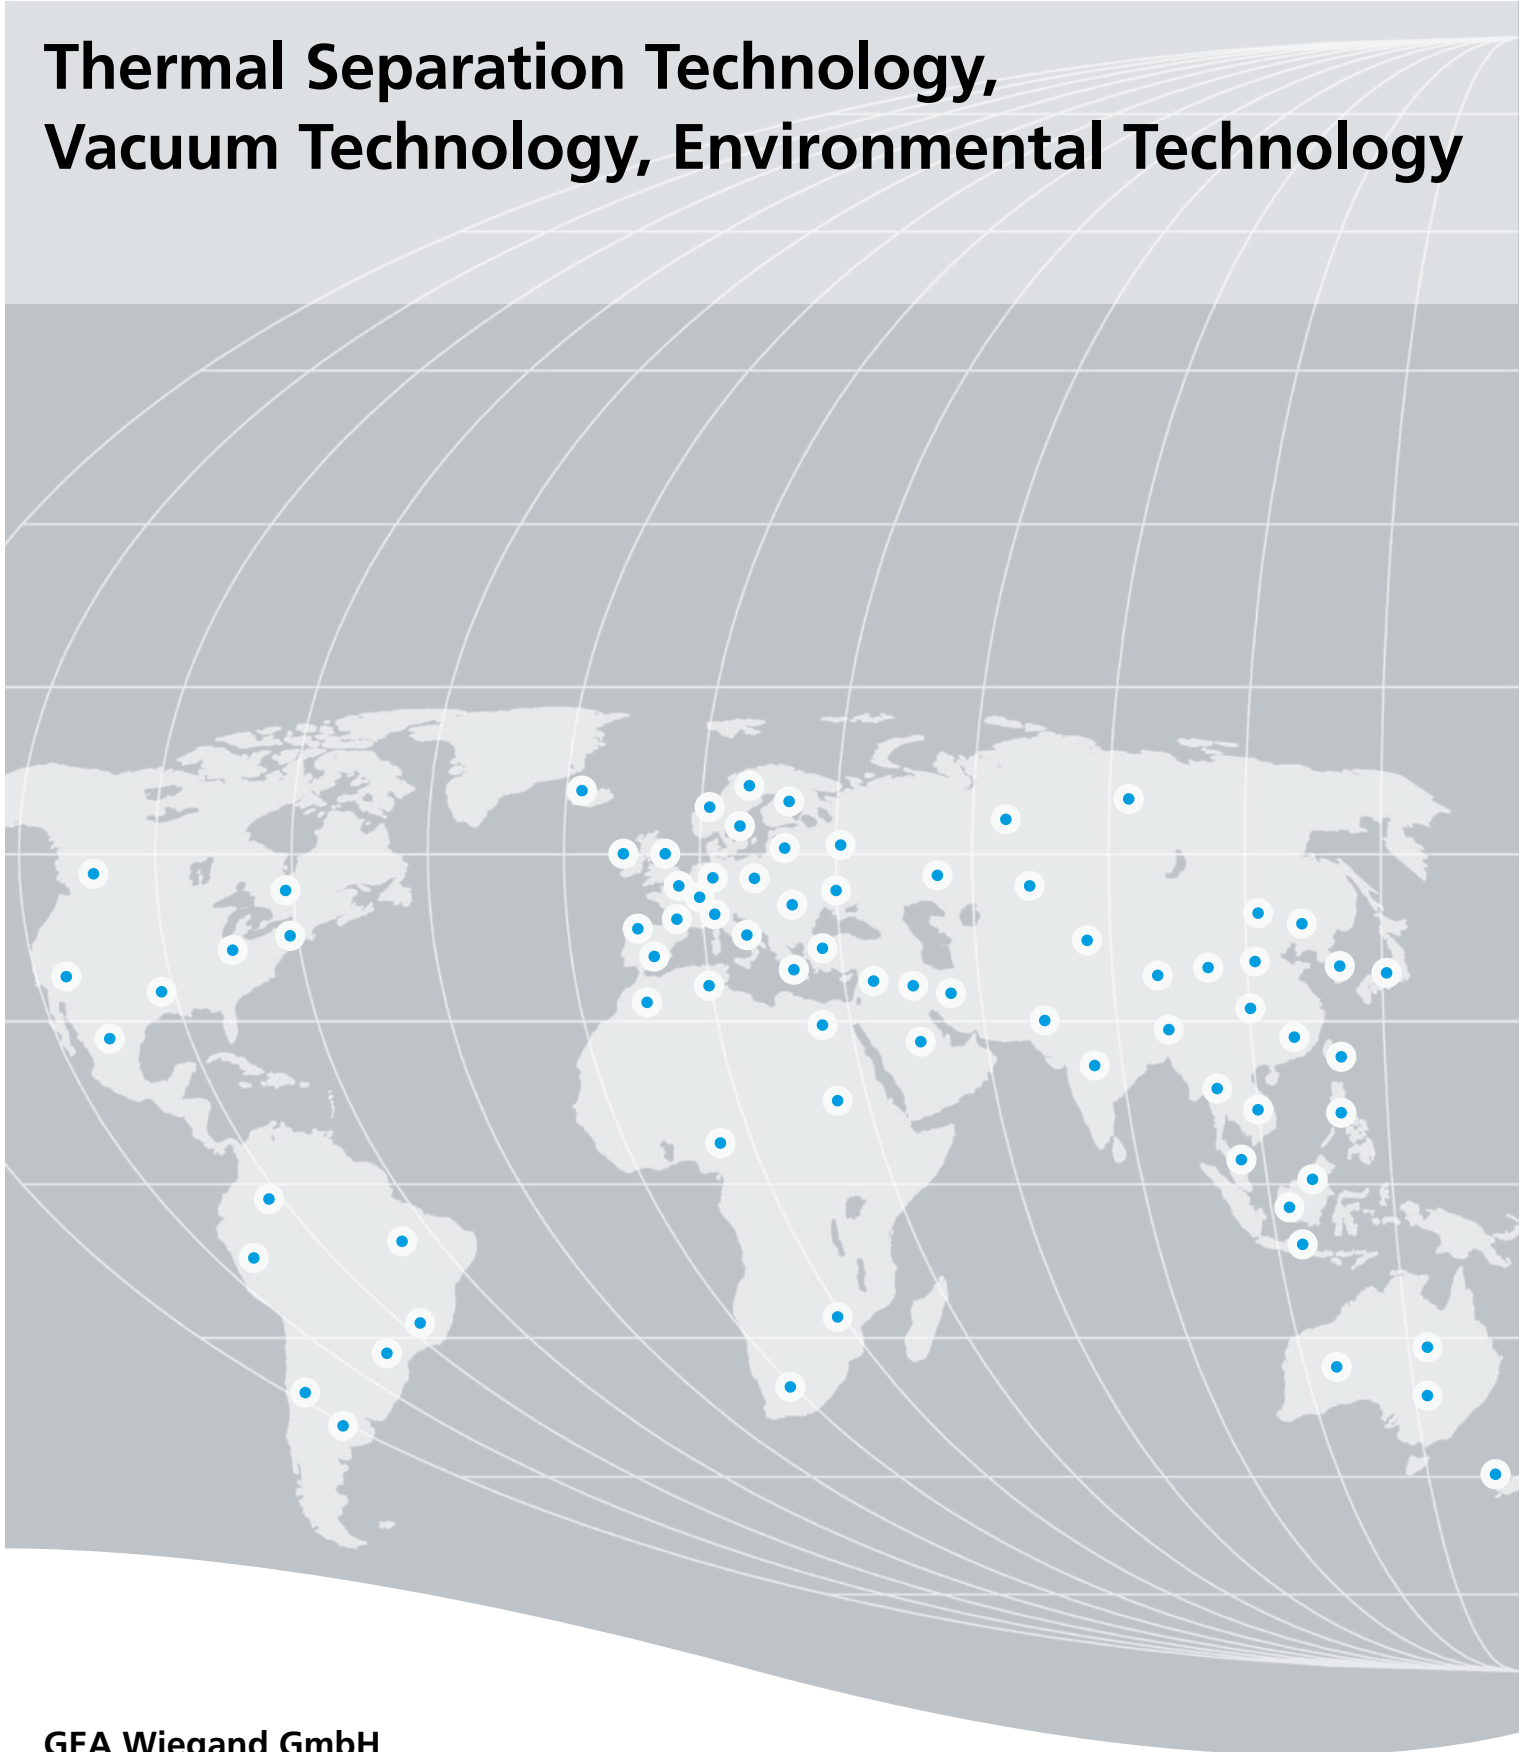 Thermal Separation Technology,
Vacuum Technology, Environmental Technology
GEA Wiegand GmbH